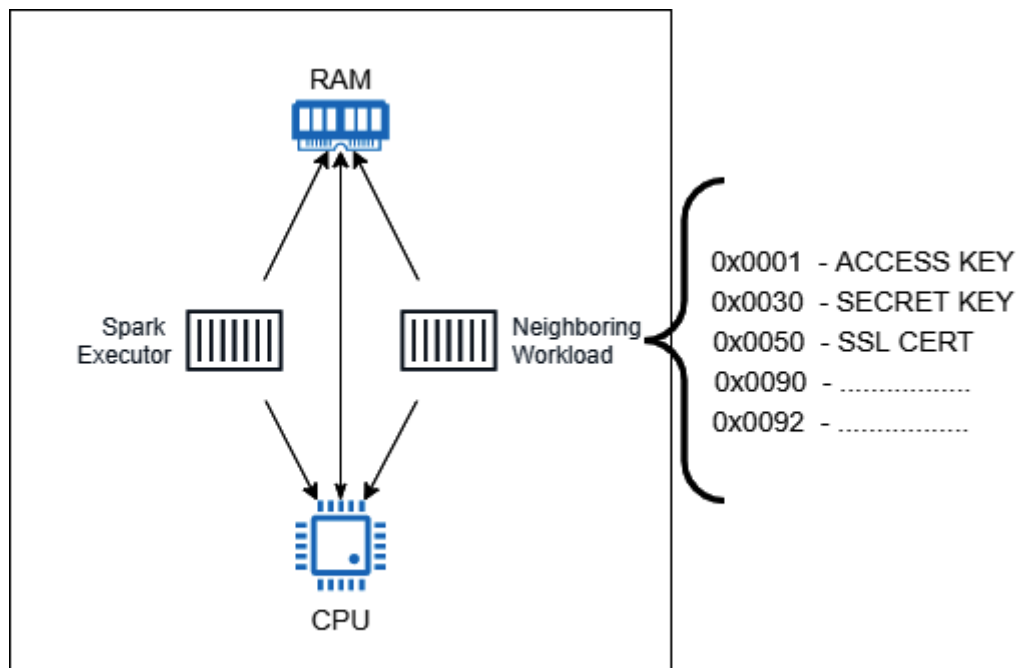 RAM
Spark
Executor
Neighboring
Workload
0x0001 - ACCESS KEY
0x0030 - SECRET KEY
0x0050 - SSL CERT
0x0090 - .................
0x0092 - .................
CPU